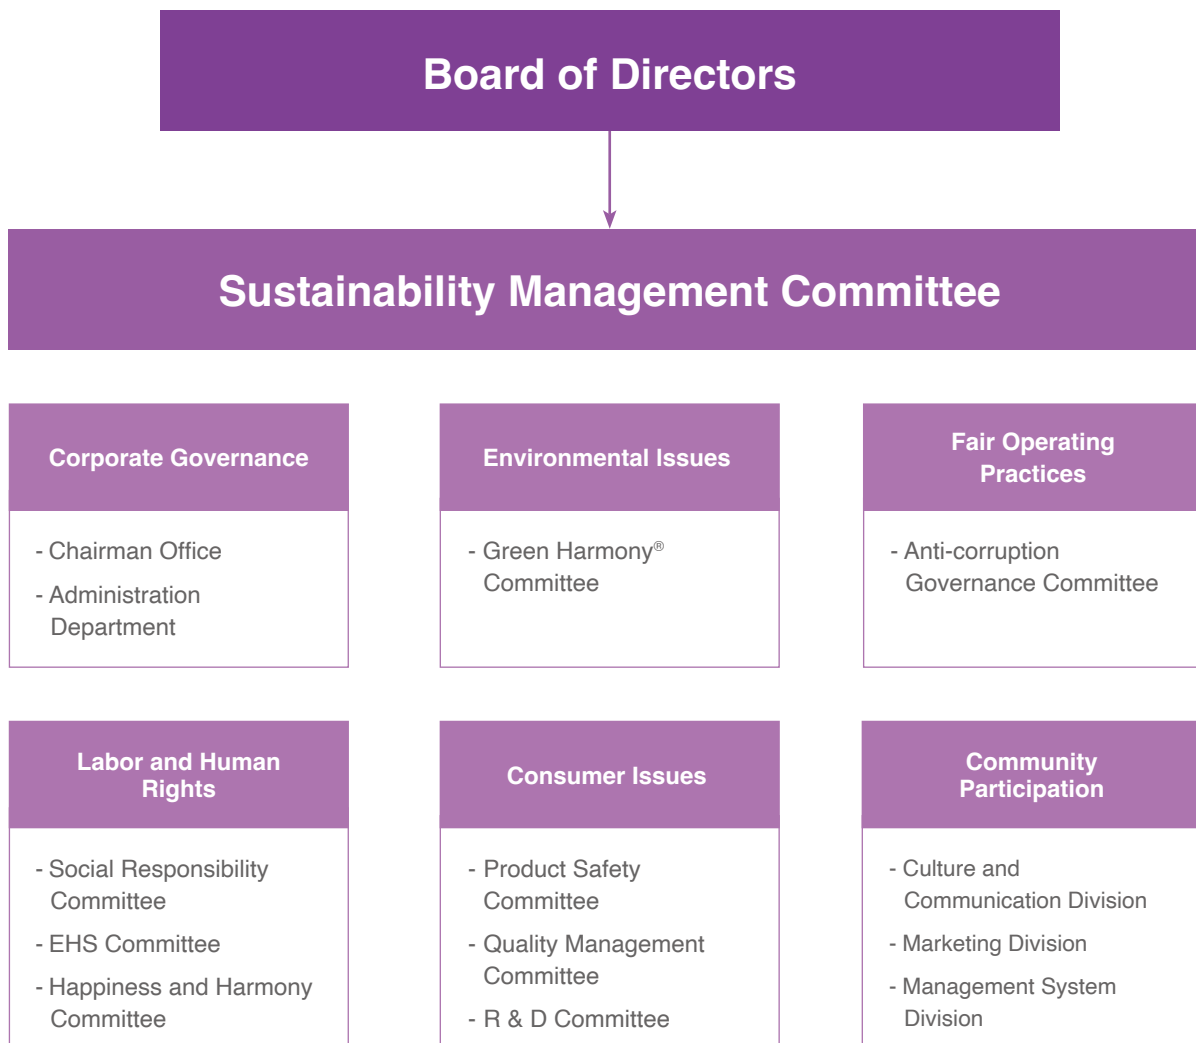 Board of Directors
Sustainability Management Committee
Corporate Governance
- Chairman Office
- Administration
Department
Environmental Issues
- Green Harmony®
Committee
Fair Operating
Practices
- Anti-corruption
Governance Committee
Labor and Human
Rights
- Social Responsibility
Committee
- EHS Committee
- Happiness and Harmony
Committee
Consumer Issues
- Product Safety
Committee
- Quality Management
Committee
- R & D Committee
Community
Participation
- Culture and
Communication Division
- Marketing Division
- Management System
Division